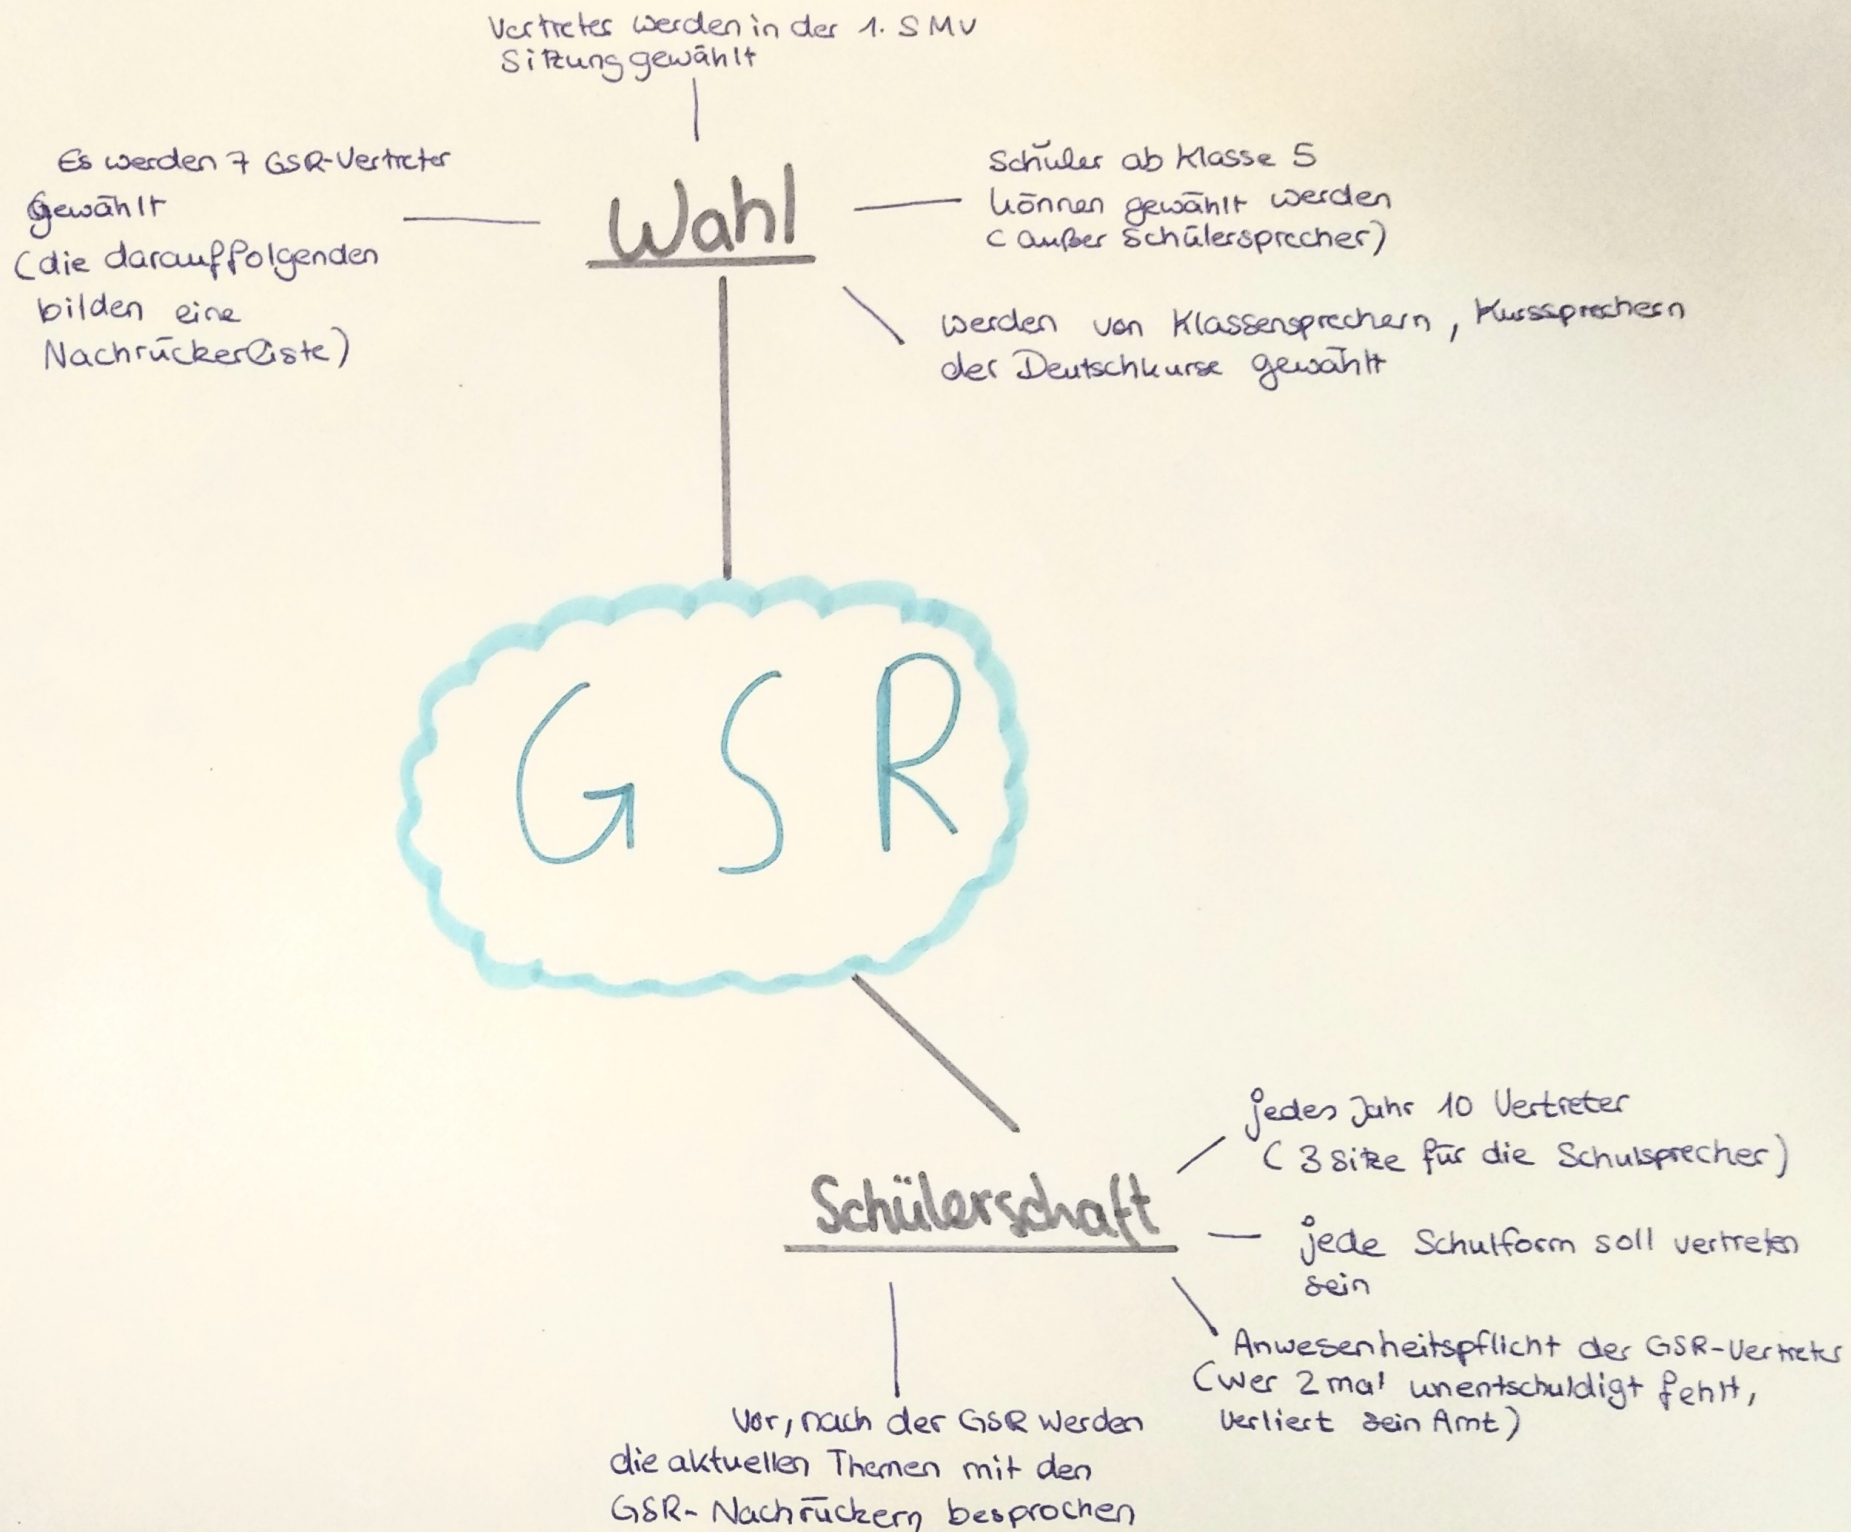 Vertreter werden in der 1. SMV
Sitzung gewählt
Es werden 7 GSR-Vertreter
gewählt
(die darauffolgenden
bilden eine
Nachrückerliste)
Wahl
Schüler ab Klasse 5
können gewählt werden
(außer Schülersprecher)
werden von Klassensprechern, Kurssprechern
der Deutschkurse gewählt
GSR
Schülerschaft
jedes Jahr 10 Vertreter
(3 Sitze für die Schulsprecher)
jede Schulform soll vertreten
sein
Anwesenheitspflicht der GSR-Vertreter
(wer 2 mal unentschuldigt fehlt,
verliert sein Amt)
Vor, nach der GSR werden
die aktuellen Themen mit den
GSR-Nachrückern besprochen